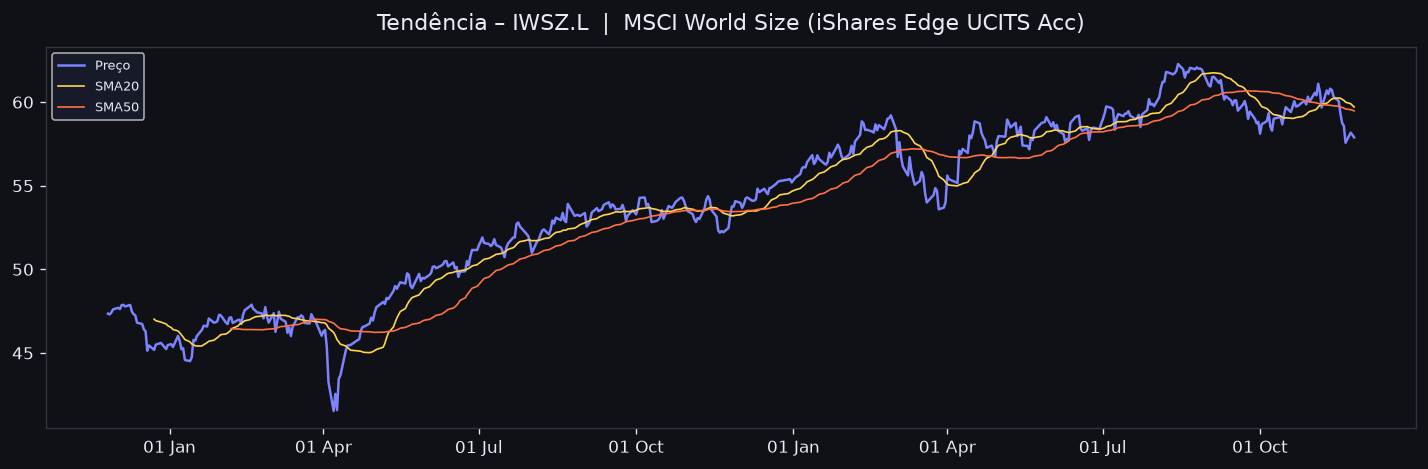 Tendência – IWSZ.L | MSCI World Size (iShares Edge UCITS Acc)
Preço
SMA20
SMA50
60
55
50
45
01 Jan 01 Apr 01 Jul 01 Oct 01 Jan 01 Apr 01 Jul 01 Oct